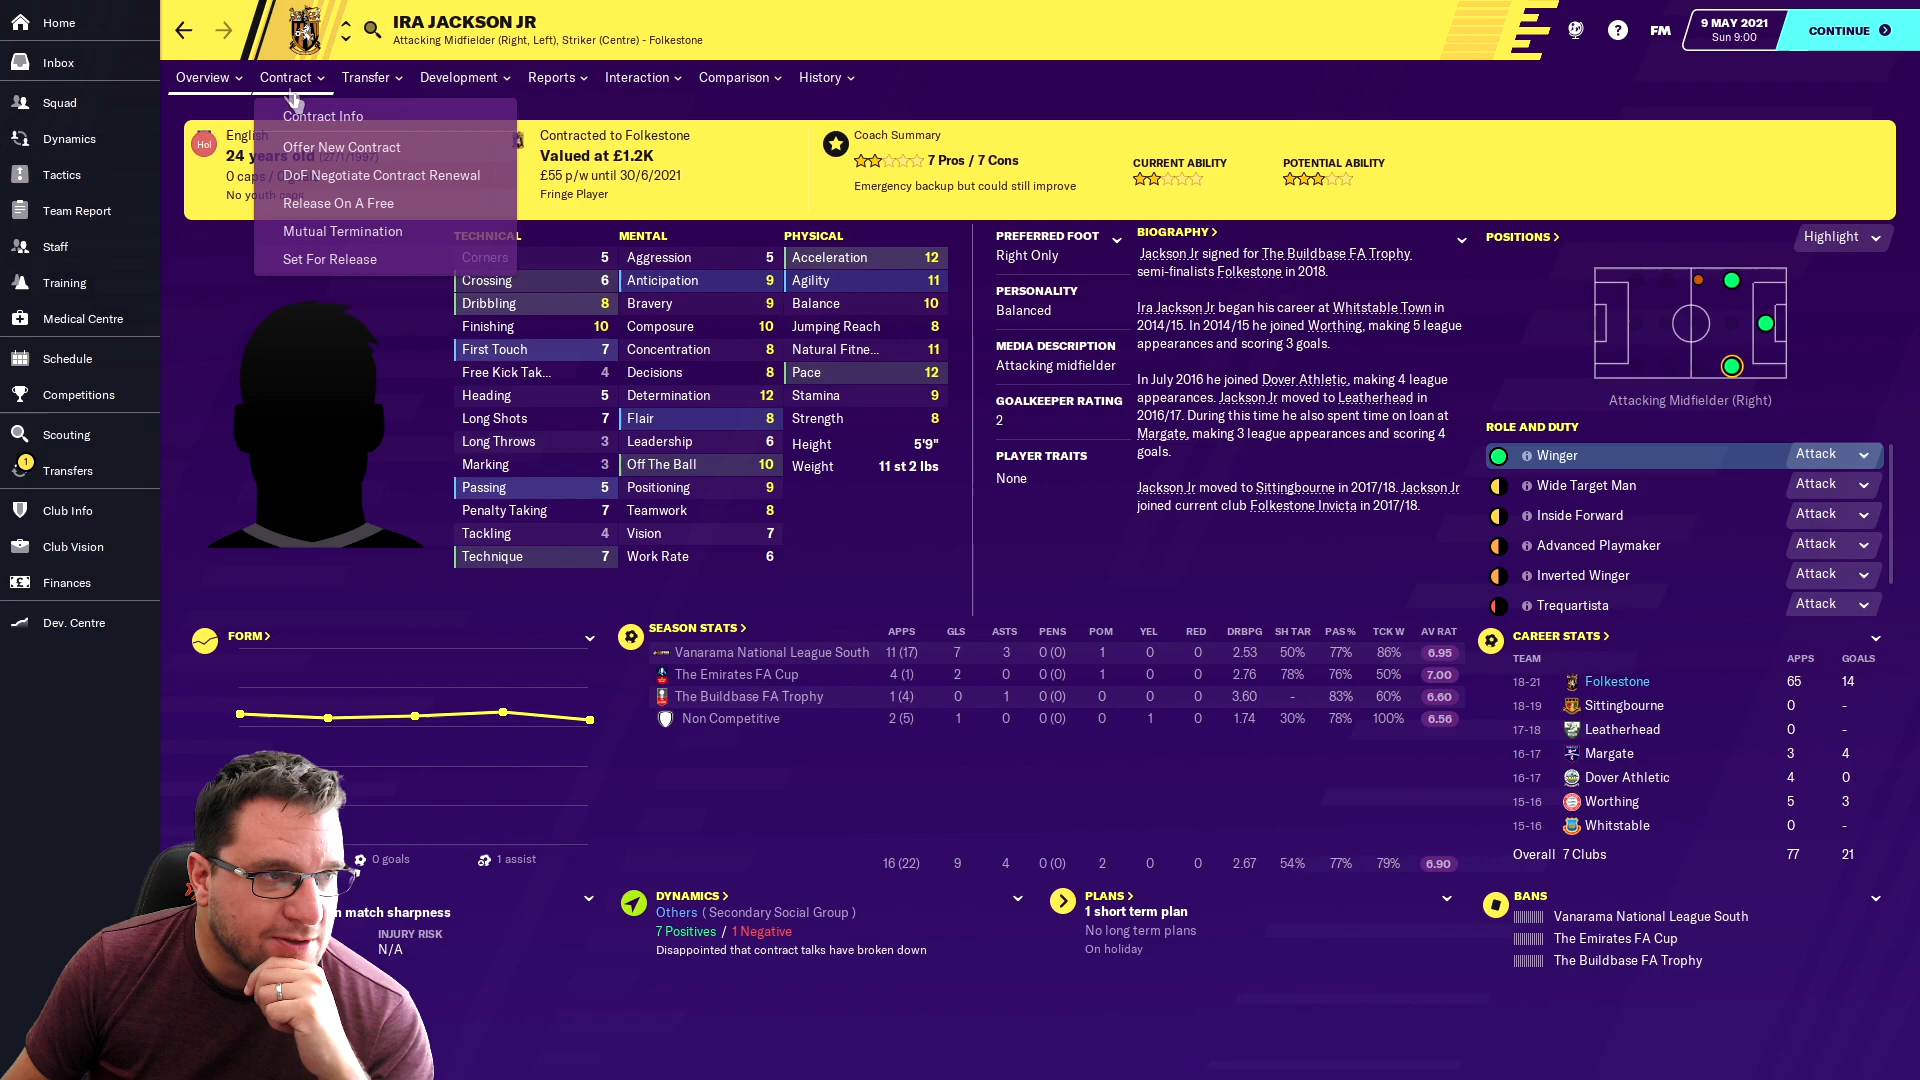 Home
Inbox
Squad
Dynamics
Tactics
Team Report
Staff
Training
Medical Centre
Schedule
Competitions
Scouting
1
Transfers
Club Info
Club Vision
Finances
Dev. Centre
IRA JACKSON JR
Attacking Midfielder (Right, Left), Striker (Centre) - Folkestone
FM
9 MAY 2021
Sun 9:00
CONTINUE
Overview
Contract
Transfer
Development
Reports
Interaction
Comparison
History
Contract Info
Offer New Contract
DoF Negotiate Contract Renewal
Release On A Free
Mutual Termination
Set For Release
Hol
English
24 years old (27/1/1997)
0 caps /
No youth caps
Contracted to Folkestone
Valued at £1.2K
£55 p/w until 30/6/2021
Fringe Player
Coach Summary
7 Pros / 7 Cons
Emergency backup but could still improve
CURRENT ABILITY
POTENTIAL ABILITY
TECHNICAL
Corners 5
Crossing 6
Dribbling 8
Finishing 10
First Touch 7
Free Kick Tak... 4
Heading 5
Long Shots 7
Long Throws 3
Marking 3
Passing 5
Penalty Taking 7
Tackling 4
Technique 7
MENTAL
Aggression 5
Anticipation 9
Bravery 9
Composure 10
Concentration 8
Decisions 8
Determination 12
Flair 8
Leadership 6
Off The Ball 10
Positioning 9
Teamwork 8
Vision 7
Work Rate 6
PHYSICAL
Acceleration 12
Agility 11
Balance 10
Jumping Reach 8
Natural Fitne... 11
Pace 12
Stamina 9
Strength 8
Height 5'9"
Weight 11 st 2 lbs
PREFERRED FOOT
Right Only
PERSONALITY
Balanced
MEDIA DESCRIPTION
Attacking midfielder
GOALKEEPER RATING
2
PLAYER TRAITS
None
BIOGRAPHY >
Jackson Jr signed for The Buildbase FA Trophy
semi-finalists Folkestone in 2018.
Ira Jackson Jr began his career at Whitstable Town in
2014/15. In 2014/15 he joined Worthing, making 5 league
appearances and scoring 3 goals.
In July 2016 he joined Dover Athletic, making 4 league
appearances. Jackson Jr moved to Leatherhead in
2016/17. During this time he also spent time on loan at
Margate, making 3 league appearances and scoring 4
goals.
Jackson Jr moved to Sittingbourne in 2017/18. Jackson Jr
joined current club Folkestone Invicta in 2017/18.
POSITIONS >
Highlight
Attacking Midfielder (Right)
ROLE AND DUTY
Winger Attack
Wide Target Man Attack
Inside Forward Attack
Advanced Playmaker Attack
Inverted Winger Attack
Trequartista Attack
FORM >
0 goals
1 assist
n match sharpness
INJURY RISK
N/A
SEASON STATS > APPS GLS ASTS PENS POM YEL RED DRBPG SH TAR PAS % TCK W AV RAT
Vanarama National League South 11 (17) 7 3 0 (0) 1 0 0 2.53 50% 77% 86% 6.95
The Emirates FA Cup 4 (1) 2 0 0 (0) 1 0 0 2.76 78% 76% 50% 7.00
The Buildbase FA Trophy 1 (4) 0 1 0 (0) 0 0 0 3.60 - 83% 60% 6.60
Non Competitive 2 (5) 1 0 0 (0) 0 1 0 1.74 30% 78% 100% 6.56
16 (22) 9 4 0 (0) 2 0 0 2.67 54% 77% 79% 6.90
CAREER STATS >
TEAM APPS GOALS
18-21 Folkestone 65 14
18-19 Sittingbourne 0 -
17-18 Leatherhead 0 -
16-17 Margate 3 4
16-17 Dover Athletic 4 0
15-16 Worthing 5 3
15-16 Whitstable 0 -
Overall 7 Clubs 77 21
DYNAMICS >
Others ( Secondary Social Group )
7 Positives / 1 Negative
Disappointed that contract talks have broken down
PLANS >
1 short term plan
No long term plans
On holiday
BANS
Vanarama National League South
The Emirates FA Cup
The Buildbase FA Trophy